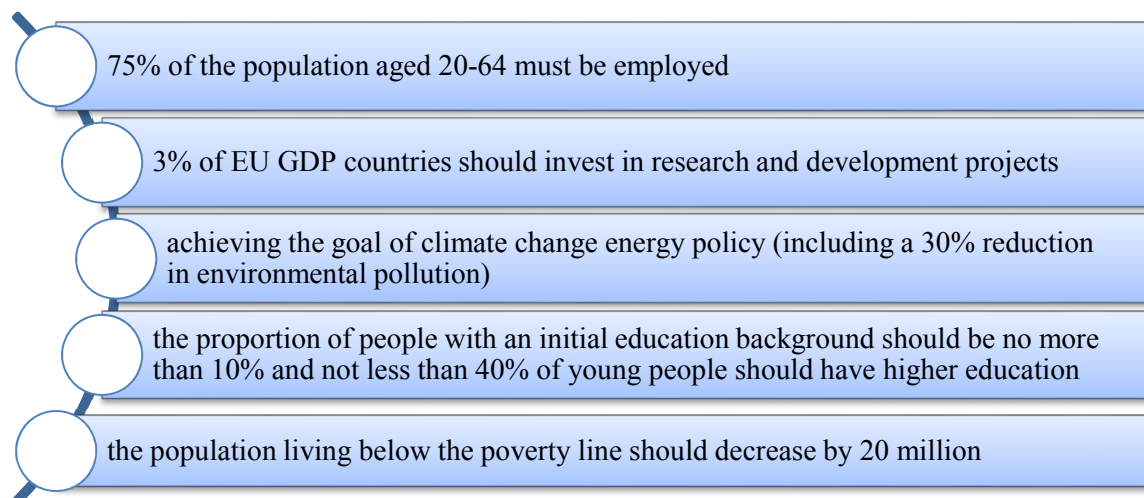 75% of the population aged 20-64 must be employed
3% of EU GDP countries should invest in research and development projects
achieving the goal of climate change energy policy (including a 30% reduction
in environmental pollution)
the proportion of people with an initial education background should be no more
than 10% and not less than 40% of young people should have higher education
the population living below the poverty line should decrease by 20 million